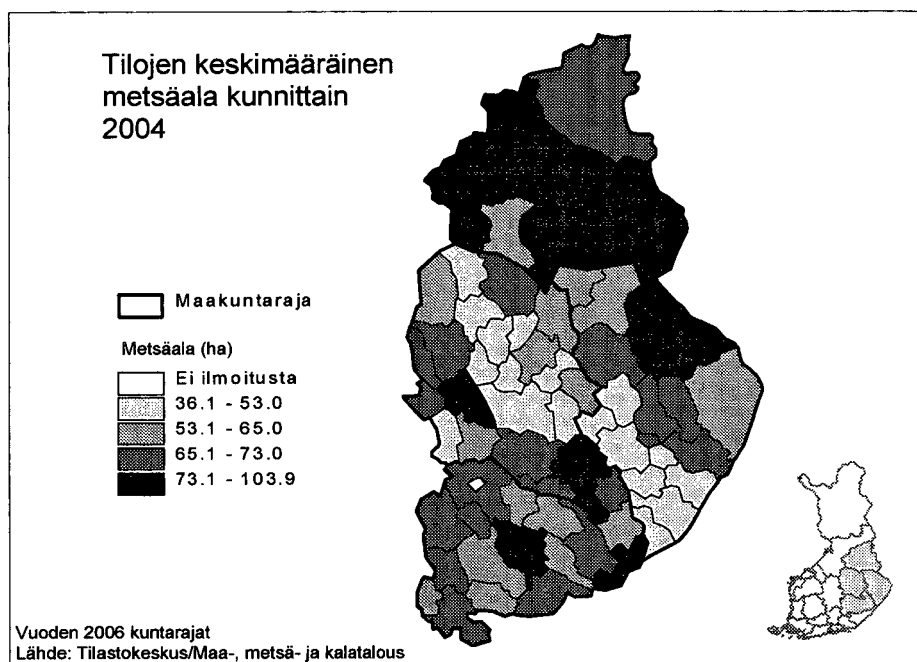 Tilojen keskimääräinen
metsäala kunnittain
2004
Maakuntaraja
Metsäala (ha)
Ei ilmoitusta
36.1 - 53.0
53.1 - 65.0
65.1 - 73.0
73.1 - 103.9
Vuoden 2006 kuntarajat
Lähde: Tilastokeskus/Maa-, metsä- ja kalatalous